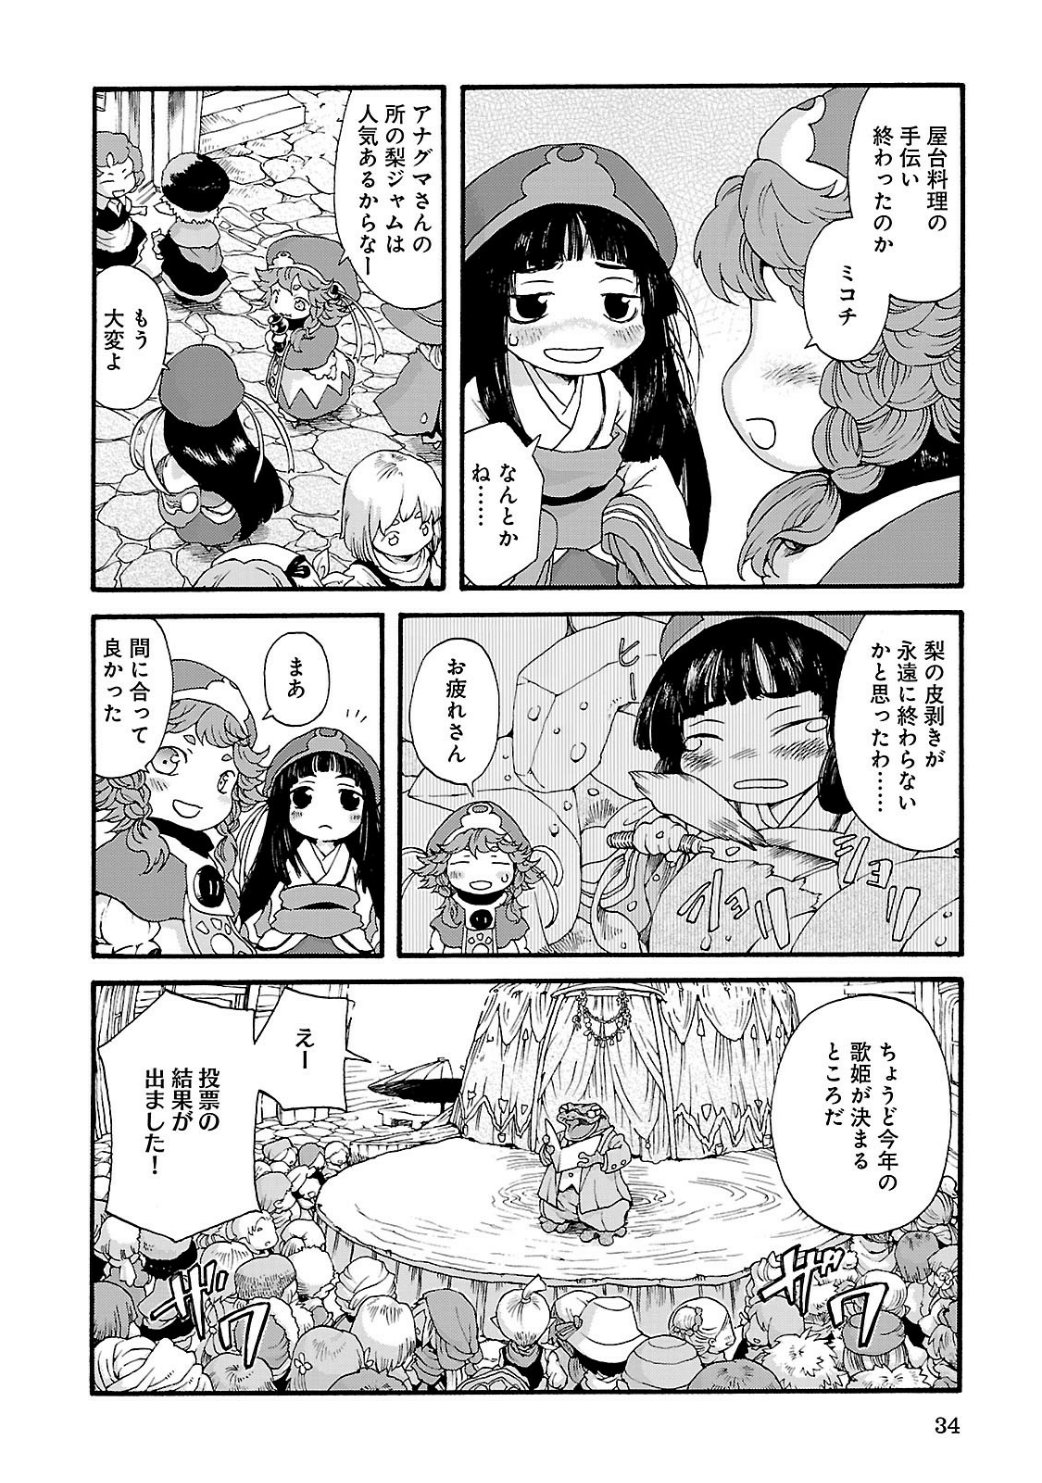 屋台料理の
手伝い
終わったのか
ミコチ
なんとか
ね……
アナグマさんの
所の梨ジャムは
人気あるからなー
もう
大変よ
梨の皮剥きが
永遠に終わらない
かと思ったわ……
ヒー
ジョリ
ジョリ
お疲れさん
まあ
間に合って
良かった
ちょうど今年の
歌姫が決まる
ところだ
えー
投票の
結果が
出ました!
ザワ
ザワ
34